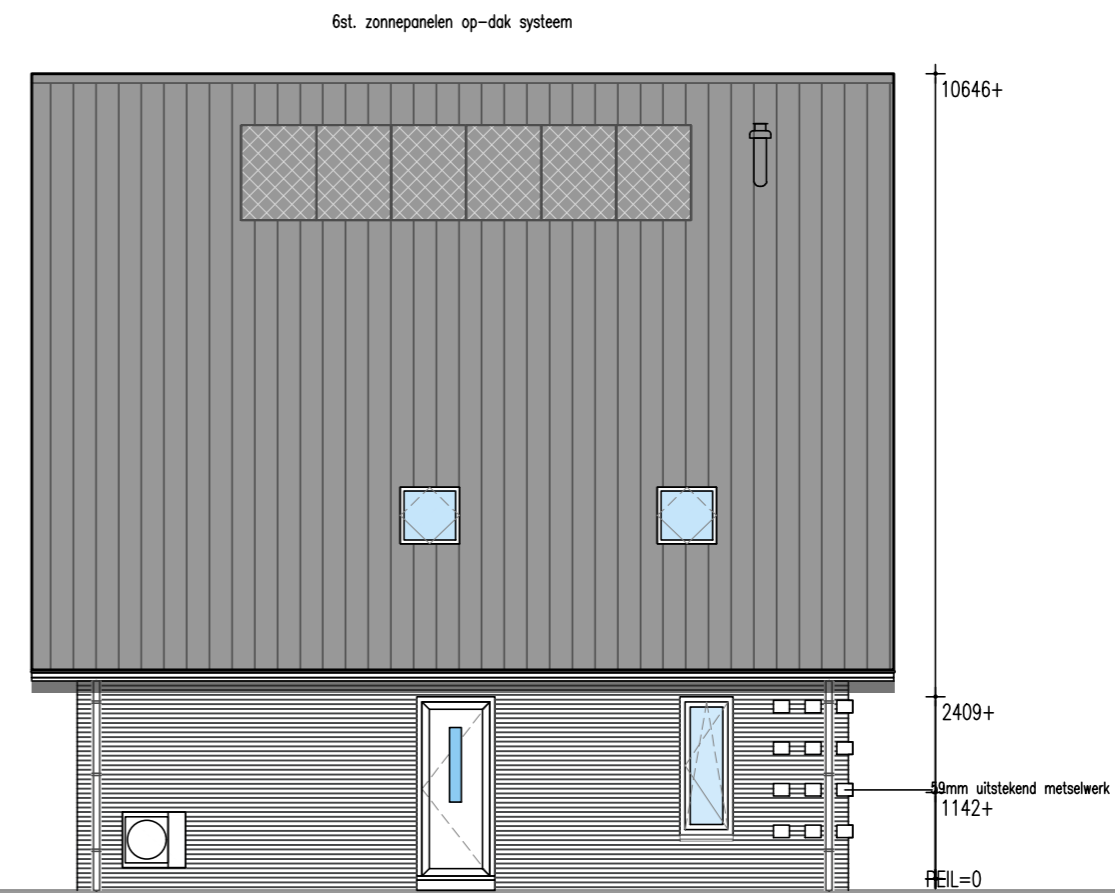 6st. zonnepanelen op-dak systeem
10646+
2409+
59mm uitstekend metselwerk
1142+
PEIL=0